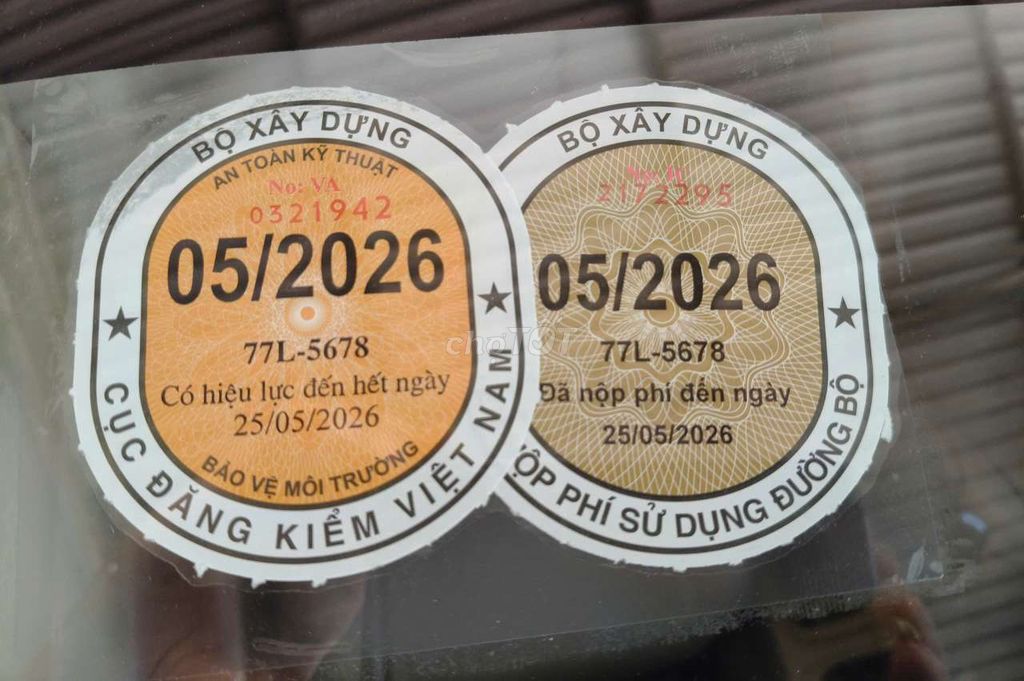 BỘ XÂY DỰNG
AN TOÀN KỸ THUẬT
No: VA
0321942
05/2026
77L-5678
Có hiệu lực đến hết ngày
25/05/2026
BẢO VỆ MÔI TRƯỜNG
CỤC ĐĂNG KIỂM VIỆT NAM
BỘ XÂY DỰNG
2172295
05/2026
77L-5678
Đã nộp phí đến ngày
25/05/2026
ỘP PHÍ SỬ DỤNG ĐƯỜNG BỘ
choTỐT